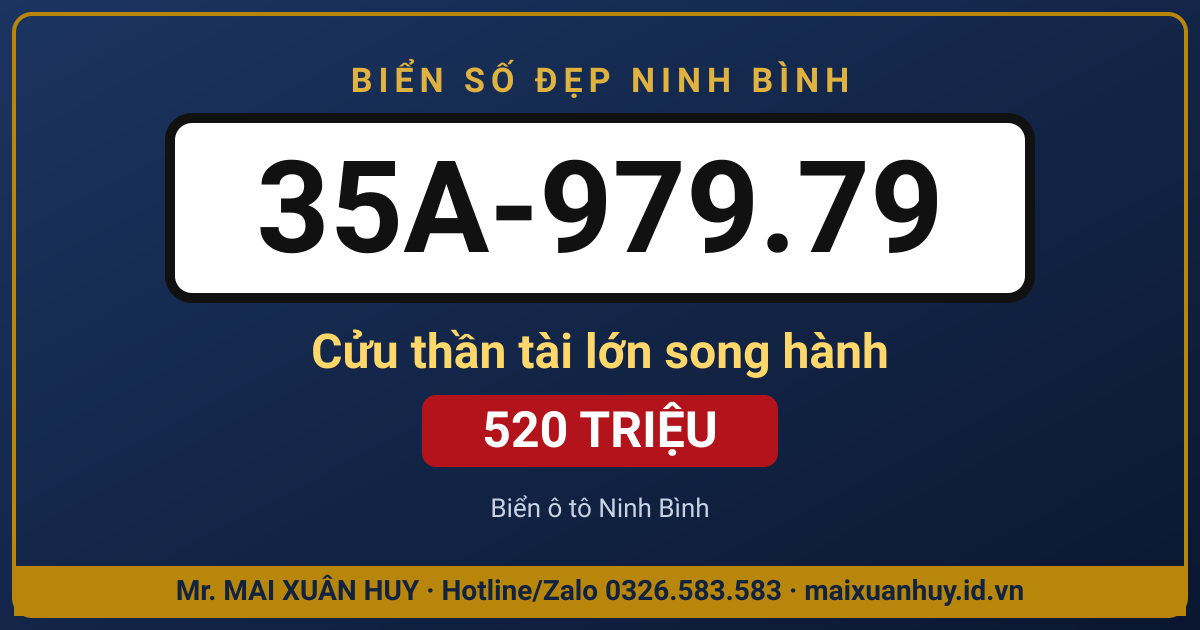 BIỂN SỐ ĐẸP NINH BÌNH
35A-979.79
Cửu thần tài lớn song hành
520 TRIỆU
Biển ô tô Ninh Bình
Mr. MAI XUÂN HUY · Hotline/Zalo 0326.583.583 · maixuanhuy.id.vn